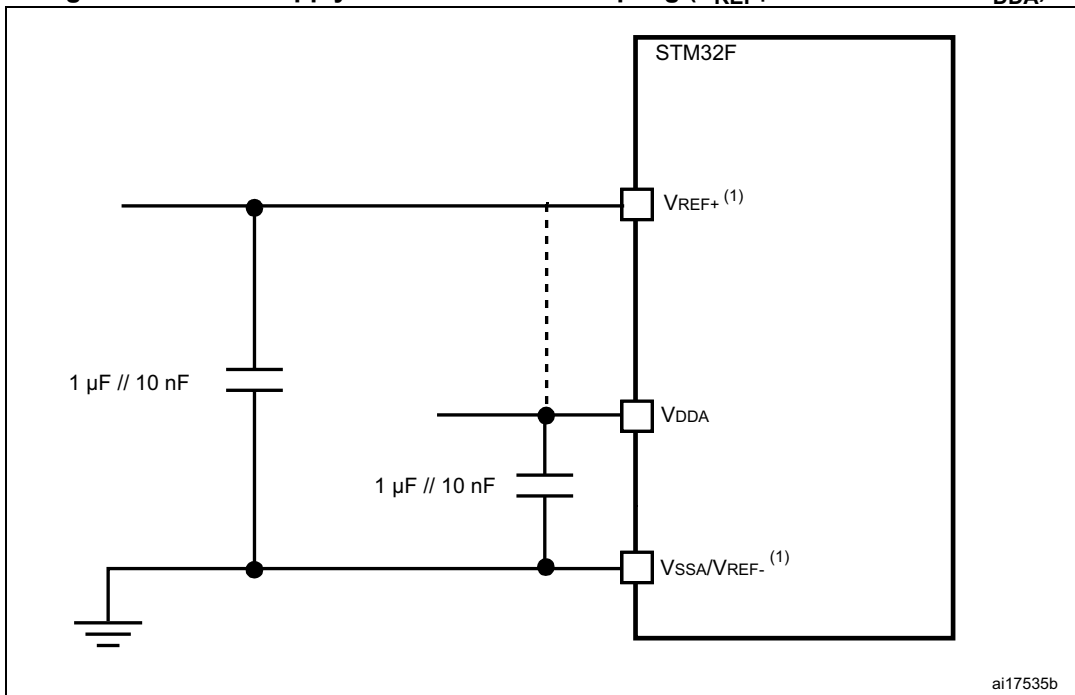 STM32F
VREF+ (1)
1 µF // 10 nF
VDDA
1 µF // 10 nF
VSSA/VREF- (1)
ai17535b